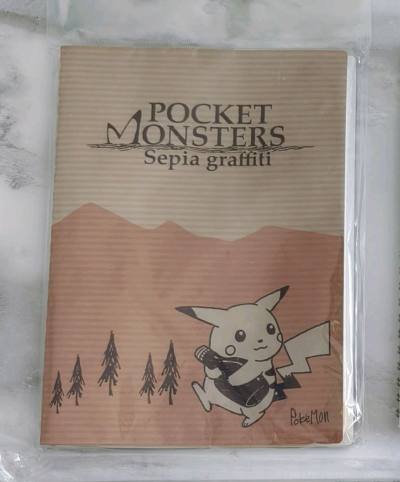 POCKET
MONSTERS
Sepia graffiti
PokeMon